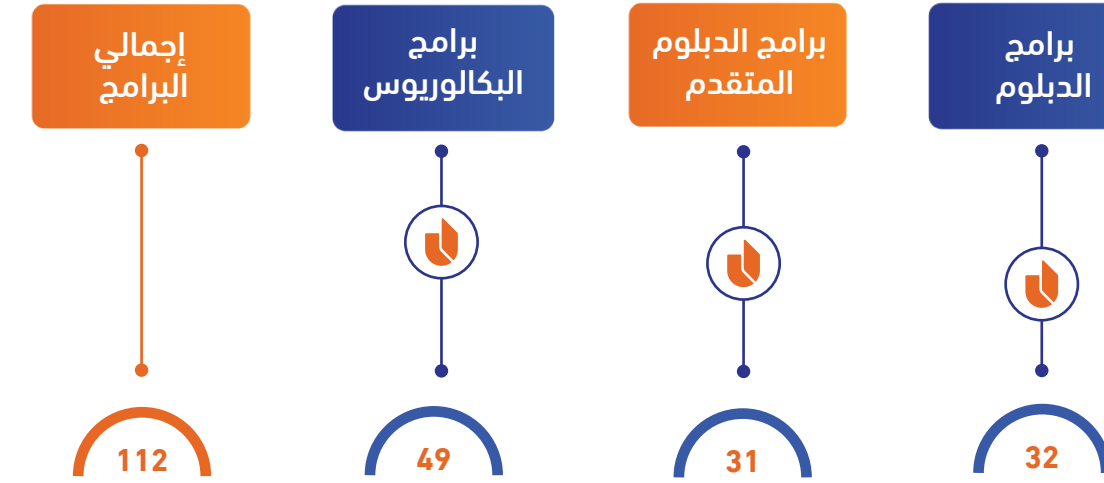 برامج
الدبلوم
برامج الدبلوم
المتقدم
برامج
البكالوريوس
إجمالي
البرامج
32
31
49
112